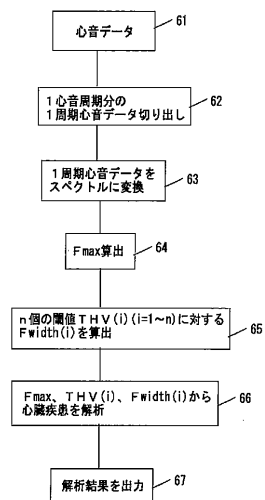 心音データ
61
1心音周期分の
1周期心音データ切り出し
62
1周期心音データを
スペクトルに変換
63
Fmax算出
64
n個の閾値THV(i)(i=1~n)に対する
Fwidth(i)を算出
65
Fmax、THV(i)、Fwidth(i)から
心臓疾患を解析
66
解析結果を出力
67